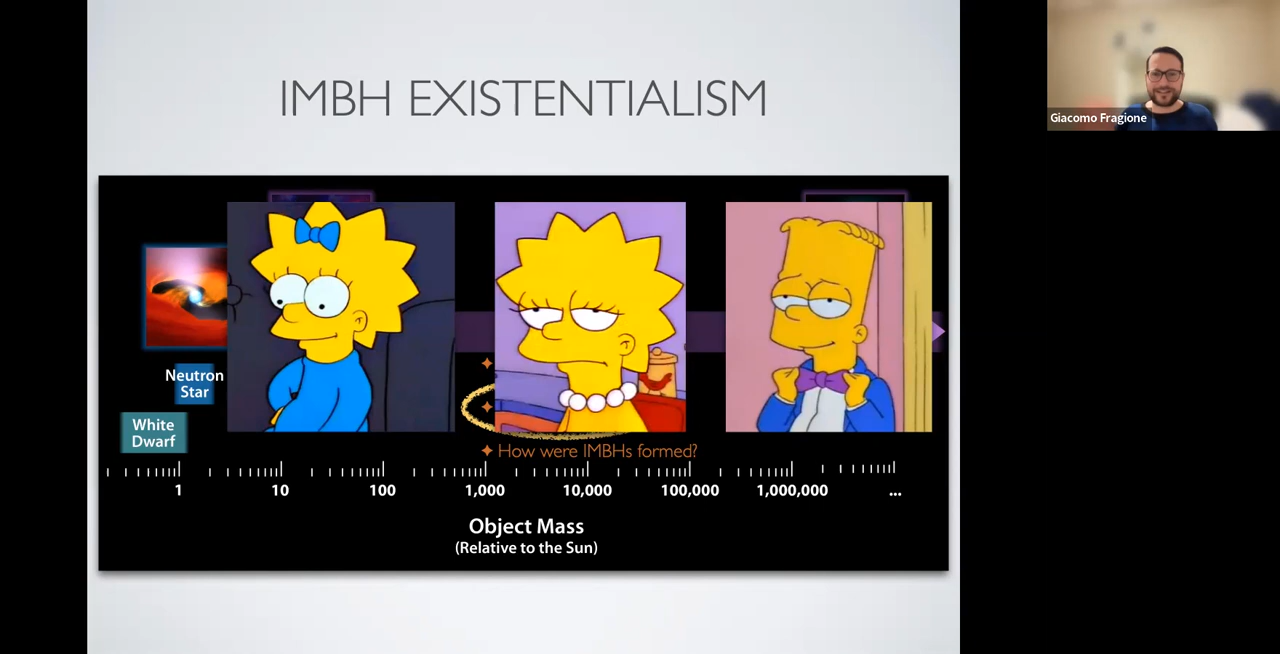 IMBH EXISTENTIALISM
Giacomo Fragione
Neutron
Star
White
Dwarf
✦ How were IMBHs formed?
1 10 100 1,000 10,000 100,000 1,000,000 ...
Object Mass
(Relative to the Sun)